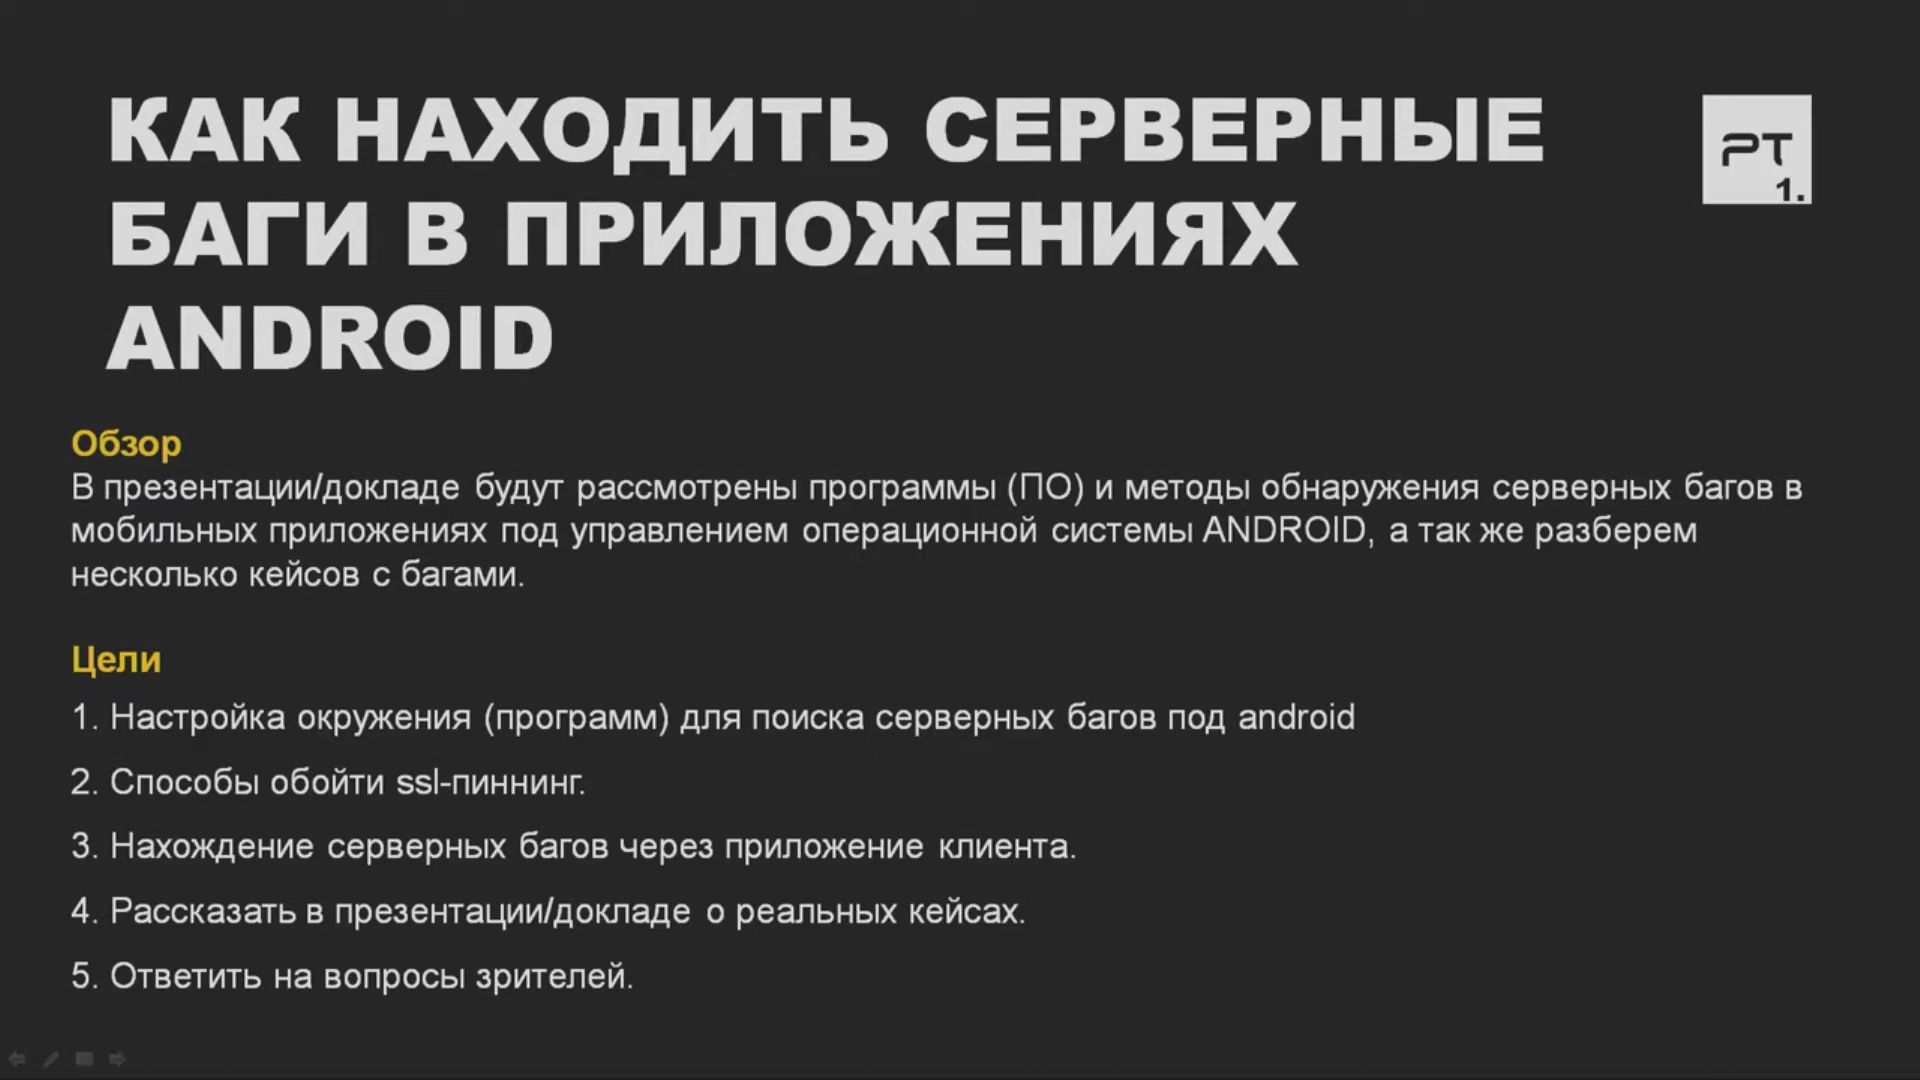 КАК НАХОДИТЬ СЕРВЕРНЫЕ
БАГИ В ПРИЛОЖЕНИЯХ
ANDROID
PT
1.
Обзор
В презентации/докладе будут рассмотрены программы (ПО) и методы обнаружения серверных багов в
мобильных приложениях под управлением операционной системы ANDROID, а так же разберем
несколько кейсов с багами.
Цели
1. Настройка окружения (программ) для поиска серверных багов под android
2. Способы обойти ssl-пиннинг.
3. Нахождение серверных багов через приложение клиента.
4. Рассказать в презентации/докладе о реальных кейсах.
5. Ответить на вопросы зрителей.